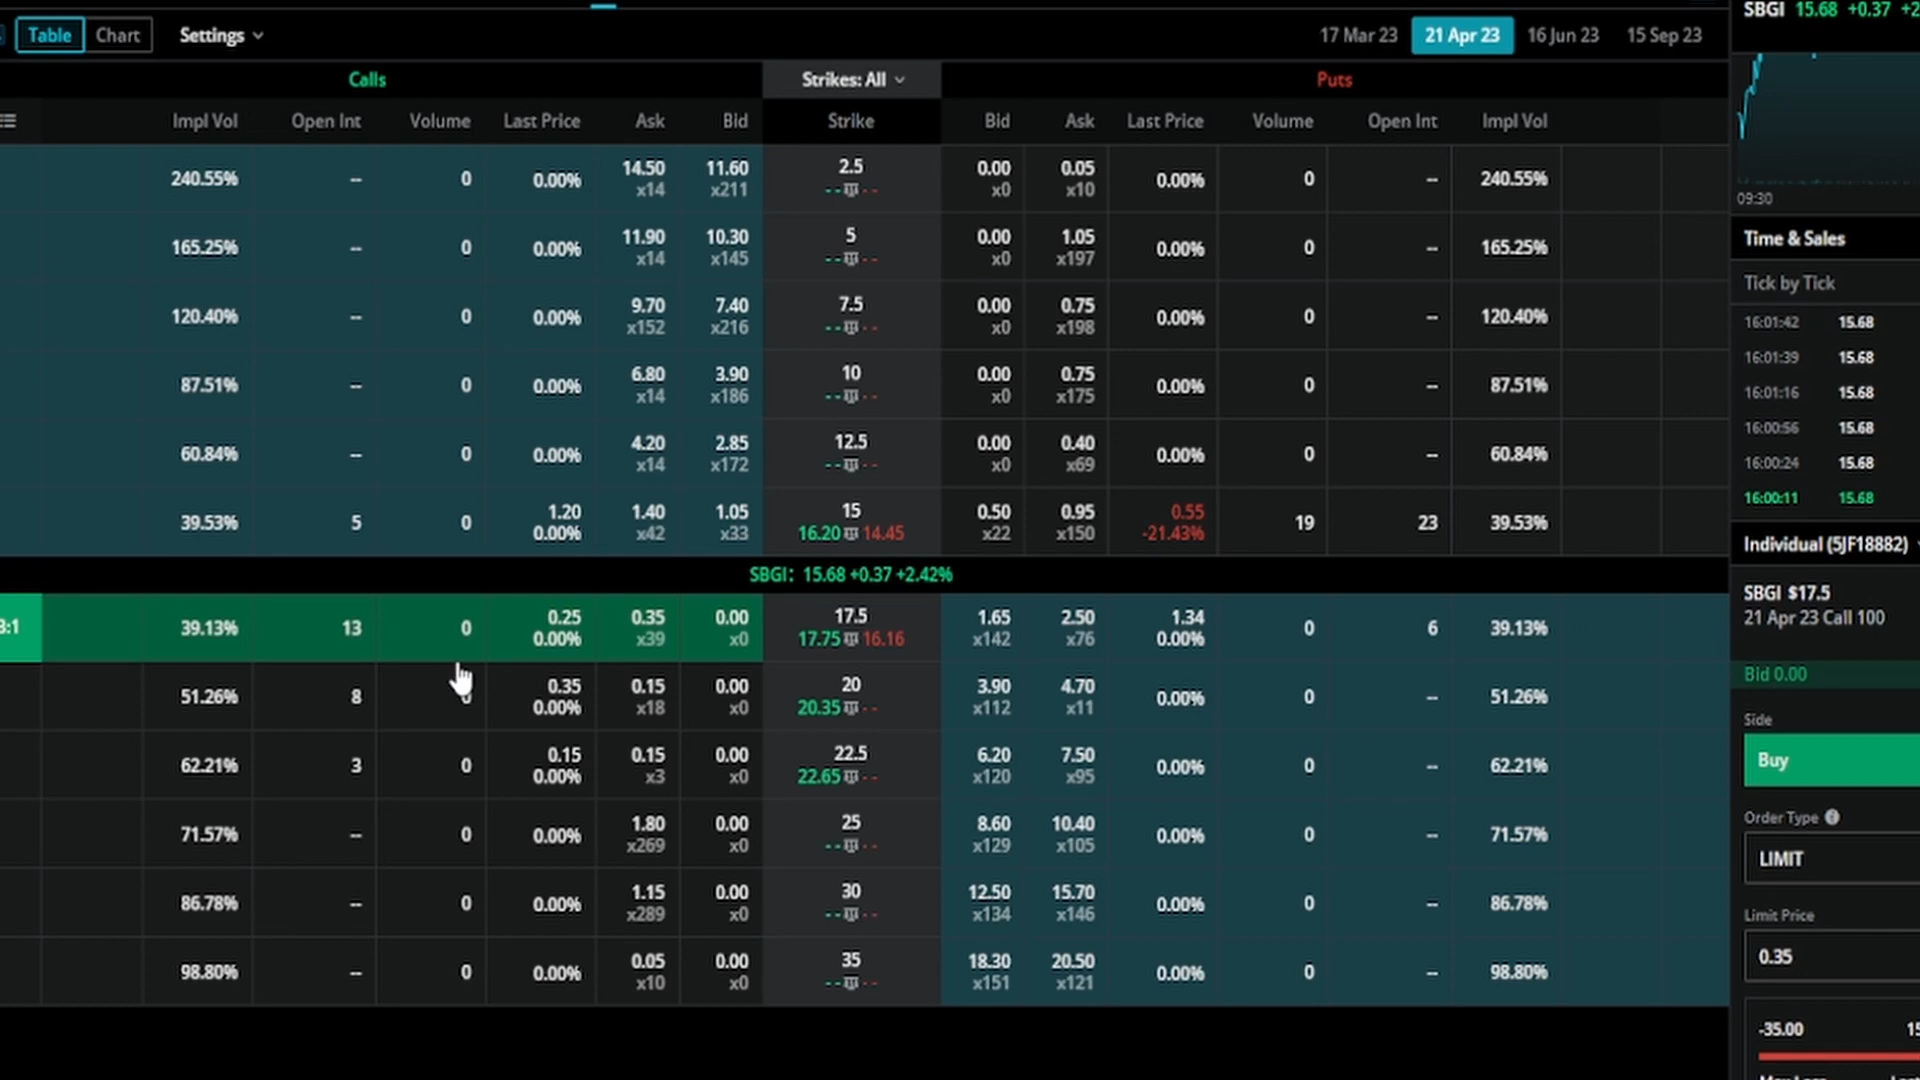 Table Chart Settings 17 Mar 23 21 Apr 23 16 Jun 23 15 Sep 23
Calls Strikes: All Puts
Impl Vol Open Int Volume Last Price Ask Bid Strike Bid Ask Last Price Volume Open Int Impl Vol
240.55% -- 0 0.00% 14.50 11.60 2.5 0.00 0.05 0.00% 0 -- 240.55%
x14 x211 -- -- x0 x10
165.25% -- 0 0.00% 11.90 10.30 5 0.00 1.05 0.00% 0 -- 165.25%
x14 x145 -- -- x0 x197
120.40% -- 0 0.00% 9.70 7.40 7.5 0.00 0.75 0.00% 0 -- 120.40%
x152 x216 -- -- x0 x198
87.51% -- 0 0.00% 6.80 3.90 10 0.00 0.75 0.00% 0 -- 87.51%
x14 x186 -- -- x0 x175
60.84% -- 0 0.00% 4.20 2.85 12.5 0.00 0.40 0.00% 0 -- 60.84%
x14 x172 -- -- x0 x69
39.53% 5 0 1.20 1.40 1.05 15 0.50 0.95 0.55 19 23 39.53%
0.00% x42 x33 16.20 14.45 x22 x150 -21.43%
SBGI: 15.68 +0.37 +2.42%
3:1 39.13% 13 0 0.25 0.35 0.00 17.5 1.65 2.50 1.34 0 6 39.13%
0.00% x39 x0 17.75 16.16 x142 x76 0.00%
51.26% 8 0 0.35 0.15 0.00 20 3.90 4.70 0.00% 0 -- 51.26%
0.00% x18 x0 20.35 -- x112 x11
62.21% 3 0 0.15 0.15 0.00 22.5 6.20 7.50 0.00% 0 -- 62.21%
0.00% x3 x0 22.65 -- x120 x95
71.57% -- 0 0.00% 1.80 0.00 25 8.60 10.40 0.00% 0 -- 71.57%
x269 x0 -- -- x129 x105
86.78% -- 0 0.00% 1.15 0.00 30 12.50 15.70 0.00% 0 -- 86.78%
x289 x0 -- -- x134 x146
98.80% -- 0 0.00% 0.05 0.00 35 18.30 20.50 0.00% 0 -- 98.80%
x10 x0 -- -- x151 x121
SBGI 15.68 +0.37 +2
09:30
Time & Sales
Tick by Tick
16:01:42 15.68
16:01:39 15.68
16:01:16 15.68
16:00:56 15.68
16:00:24 15.68
16:00:11 15.68
Individual (5JF18882)
SBGI $17.5
21 Apr 23 Call 100
Bid 0.00
Side
Buy
Order Type
LIMIT
Limit Price
0.35
-35.00 15